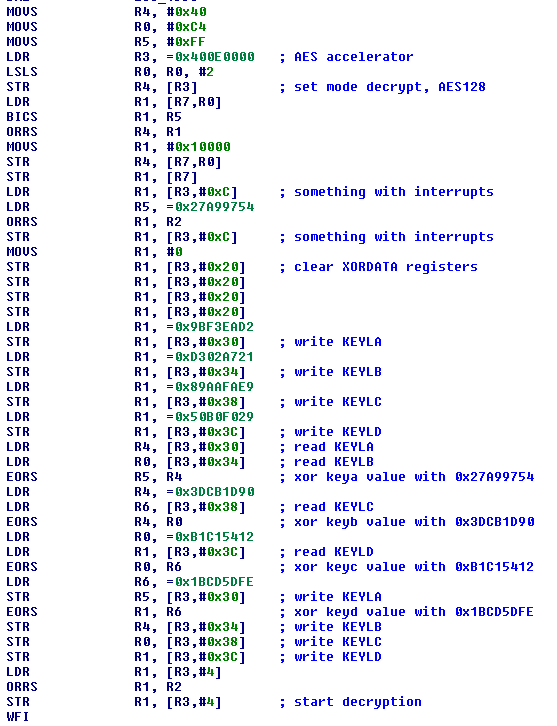 MOVS R4, #0x40
MOVS R0, #0xC4
MOVS R5, #0xFF
LDR R3, =0x400E0000 ; AES accelerator
LSLS R0, R0, #2
STR R4, [R3] ; set mode decrypt, AES128
LDR R1, [R7,R0]
BICS R1, R5
ORRS R4, R1
MOVS R1, #0x10000
STR R4, [R7,R0]
STR R1, [R7]
LDR R1, [R3,#0xC] ; something with interrupts
LDR R5, =0x27A99754
ORRS R1, R2
STR R1, [R3,#0xC] ; something with interrupts
MOVS R1, #0
STR R1, [R3,#0x20] ; clear XORDATA registers
STR R1, [R3,#0x20]
STR R1, [R3,#0x20]
STR R1, [R3,#0x20]
LDR R1, =0x9BF3EAD2
STR R1, [R3,#0x30] ; write KEYLA
LDR R1, =0xD302A721
STR R1, [R3,#0x34] ; write KEYLB
LDR R1, =0x89AAFAE9
STR R1, [R3,#0x38] ; write KEYLC
LDR R1, =0x50B0F029
STR R1, [R3,#0x3C] ; write KEYLD
LDR R4, [R3,#0x30] ; read KEYLA
LDR R0, [R3,#0x34] ; read KEYLB
EORS R5, R4 ; xor keya value with 0x27A99754
LDR R4, =0x3DCB1D90
LDR R6, [R3,#0x38] ; read KEYLC
EORS R4, R0 ; xor keyb value with 0x3DCB1D90
LDR R0, =0xB1C15412
LDR R1, [R3,#0x3C] ; read KEYLD
EORS R0, R6 ; xor keyc value with 0xB1C15412
LDR R6, =0x1BCD5DFE
STR R5, [R3,#0x30] ; write KEYLA
EORS R1, R6 ; xor keyd value with 0x1BCD5DFE
STR R4, [R3,#0x34] ; write KEYLB
STR R0, [R3,#0x38] ; write KEYLC
STR R1, [R3,#0x3C] ; write KEYLD
LDR R1, [R3,#4]
ORRS R1, R2
STR R1, [R3,#4] ; start decryption
WFI